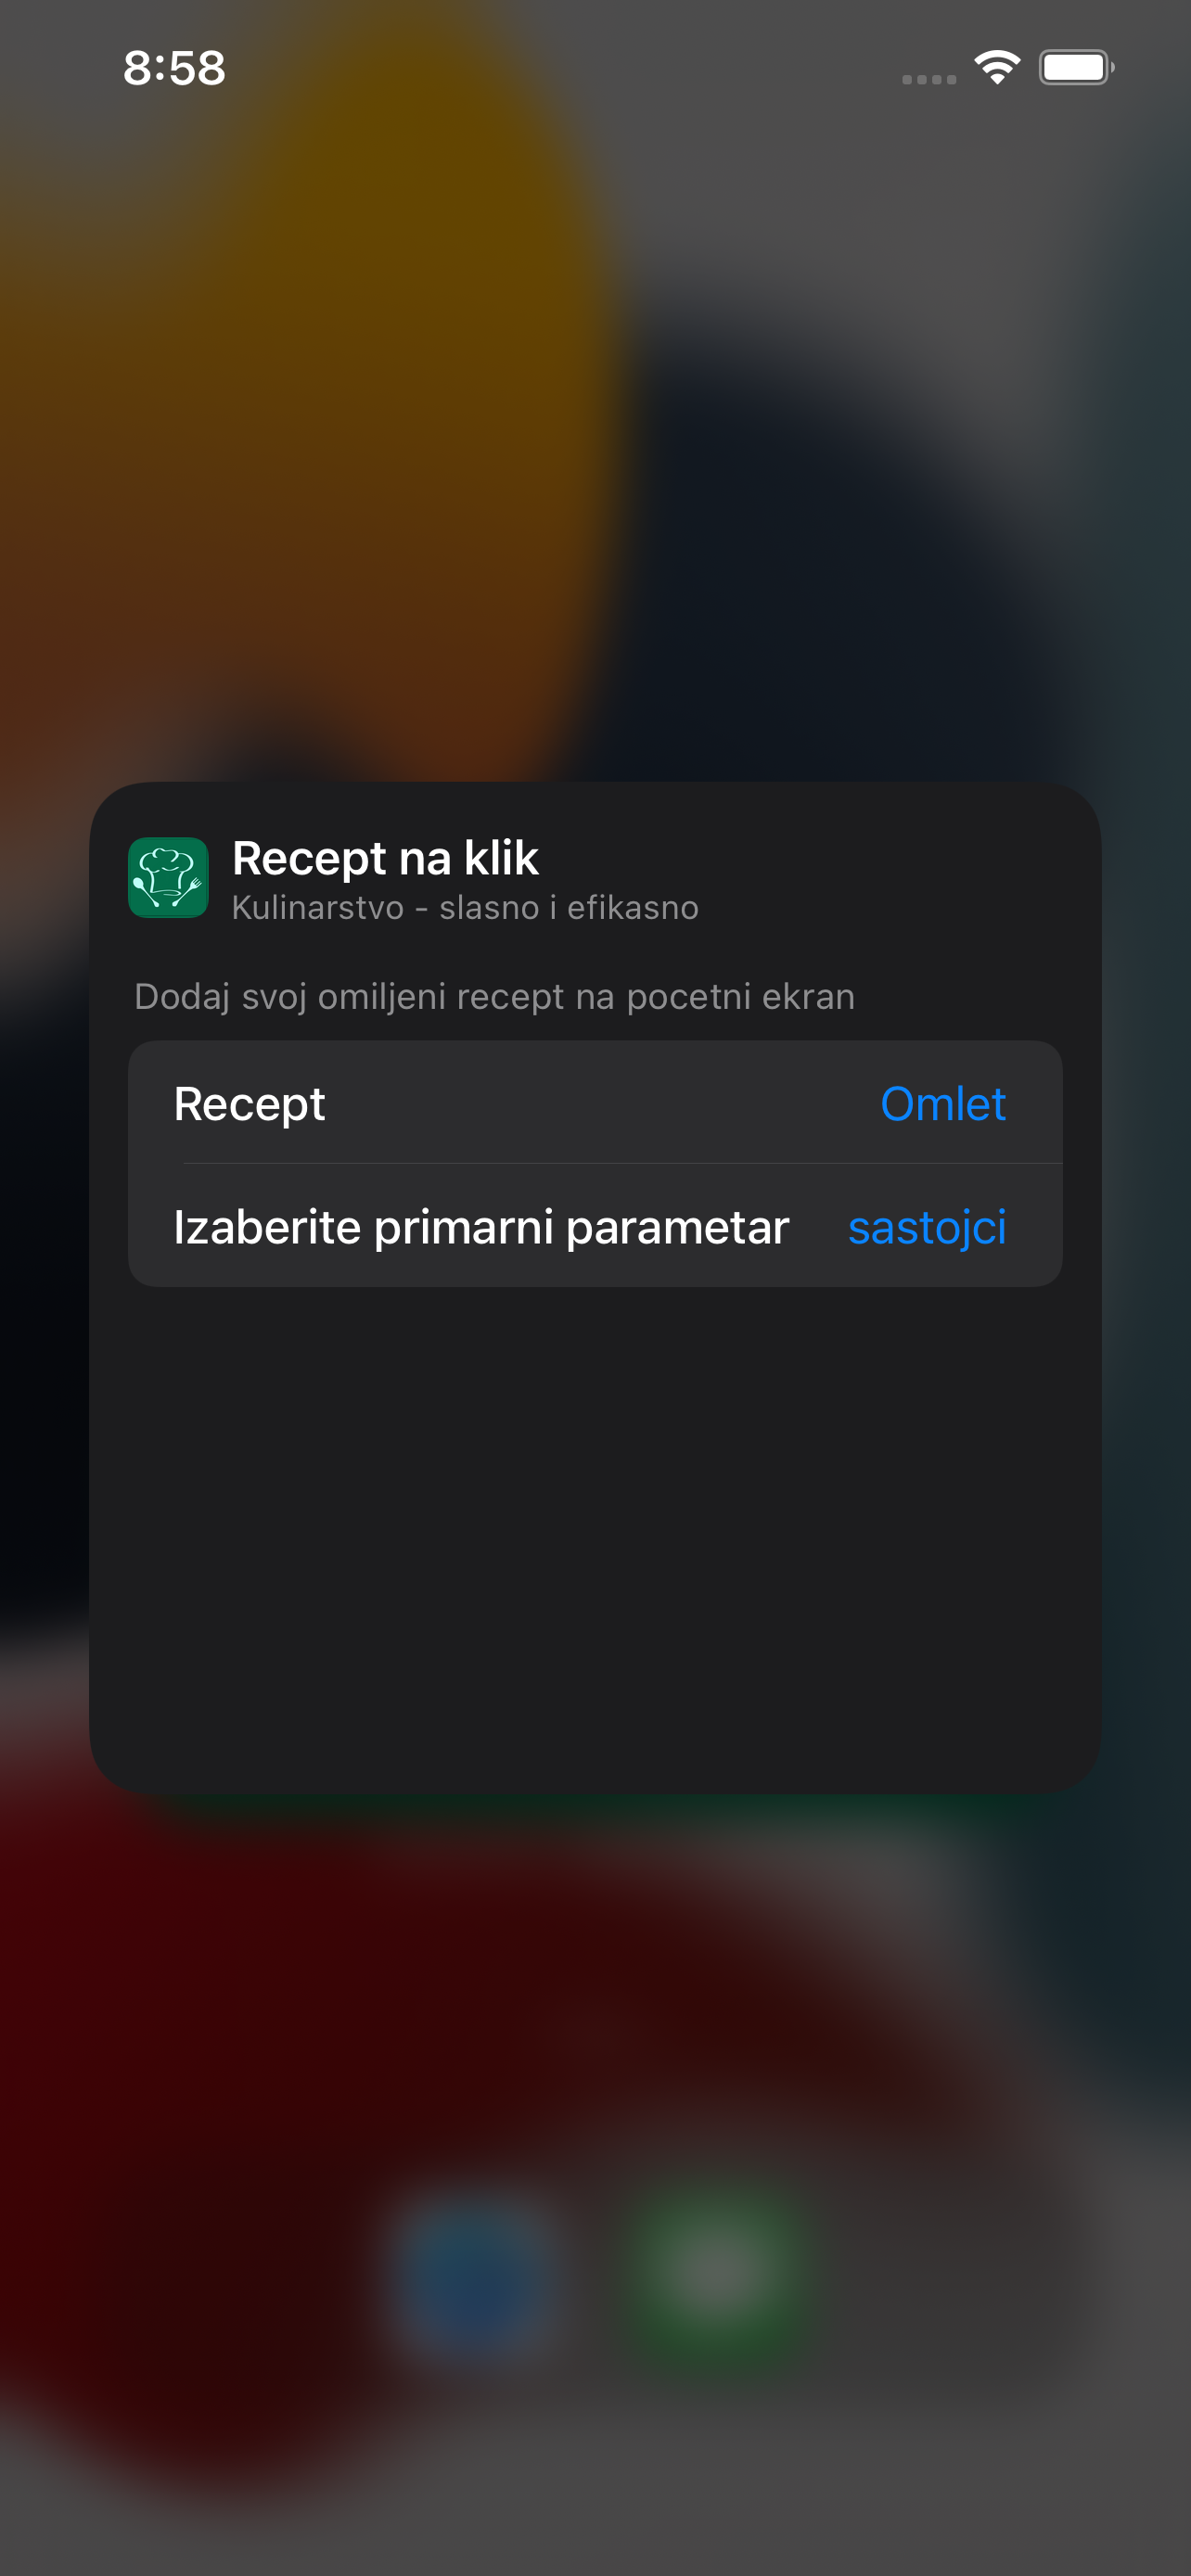 8:58
Recept na klik
Kulinarstvo - slasno i efikasno
Dodaj svoj omiljeni recept na pocetni ekran
Recept Omlet
Izaberite primarni parametar sastojci